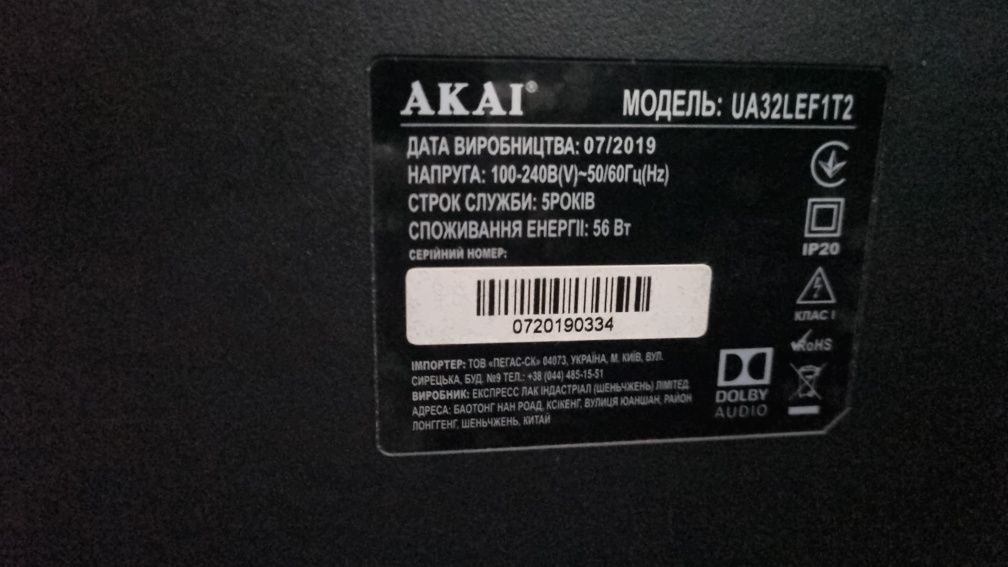 AKAI® МОДЕЛЬ: UA32LEF1T2
ДАТА ВИРОБНИЦТВА: 07/2019
НАПРУГА: 100-240В(V)~50/60Гц(Hz)
СТРОК СЛУЖБИ: 5РОКІВ
СПОЖИВАННЯ ЕНЕРГІЇ: 56 Вт
СЕРІЙНИЙ НОМЕР:
0720190334
ІМПОРТЕР: ТОВ «ПЕГАС-СК» 04073, УКРАЇНА, М. КИЇВ, ВУЛ.
СИРЕЦЬКА, БУД. №9 ТЕЛ.: +38 (044) 485-15-51
ВИРОБНИК: ЕКСПРЕСС ЛАК ІНДАСТРІАЛ (ШЕНЬЧЖЕНЬ) ЛІМІТЕД.
АДРЕСА: БАОТОНГ НАН РОАД, КСІКЕНГ, ВУЛИЦЯ ЮАНШАН, РАЙОН
ЛОНГГЕНГ, ШЕНЬЧЖЕНЬ, КИТАЙ
IP20
КЛАС I
RoHS
DOLBY
AUDIO